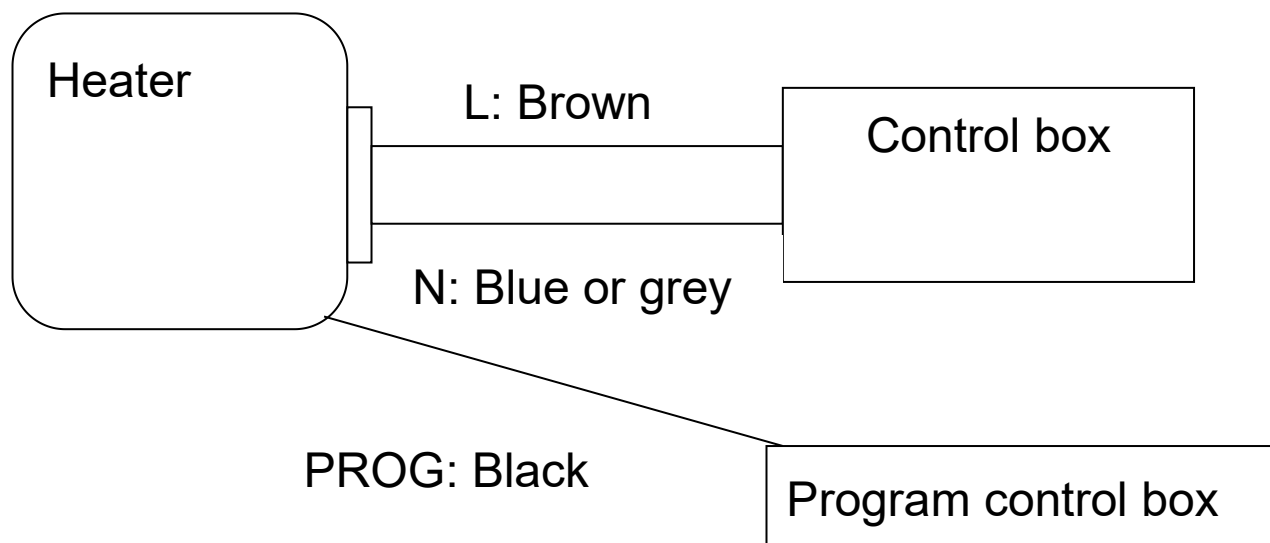 Heater
L: Brown
Control box
N: Blue or grey
PROG: Black
Program control box